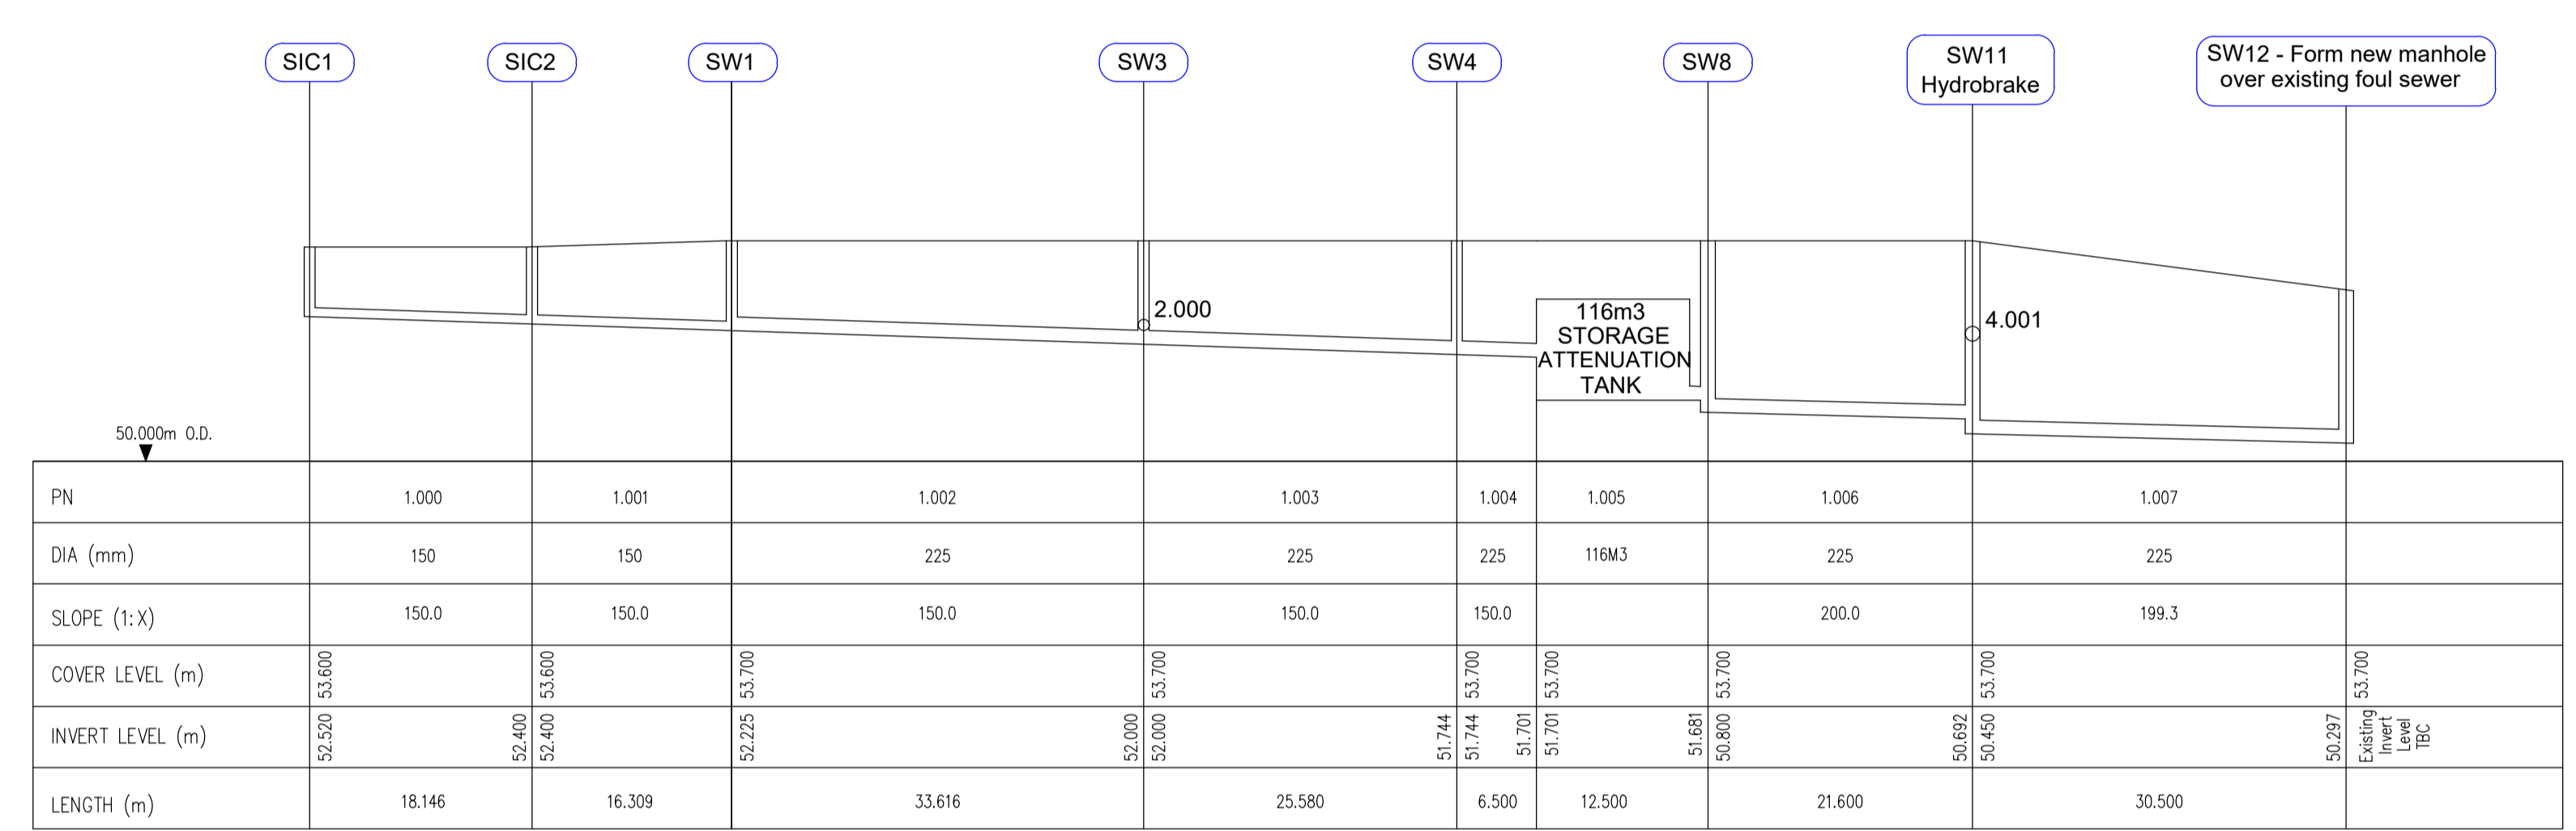 SIC1
SIC2
SW1
SW3
SW4
SW8
SW11
Hydrobrake
SW12 - Form new manhole
over existing foul sewer
2.000
116m3
STORAGE
ATTENUATION
TANK
4.001
50.000m O.D.
PN 1.000 1.001 1.002 1.003 1.004 1.005 1.006 1.007
DIA (mm) 150 150 225 225 225 116M3 225 225
SLOPE (1:X) 150.0 150.0 150.0 150.0 150.0 200.0 199.3
COVER LEVEL (m) 53.600 53.600 53.700 53.700 53.700 53.700 53.700 53.700 53.700
INVERT LEVEL (m) 52.520 52.400 52.400 52.225 52.000 52.000 51.744 51.744 51.701 51.701 51.681 50.800 50.692 50.450 50.297
Existing
Invert
Level
TBC
LENGTH (m) 18.146 16.309 33.616 25.580 6.500 12.500 21.600 30.500